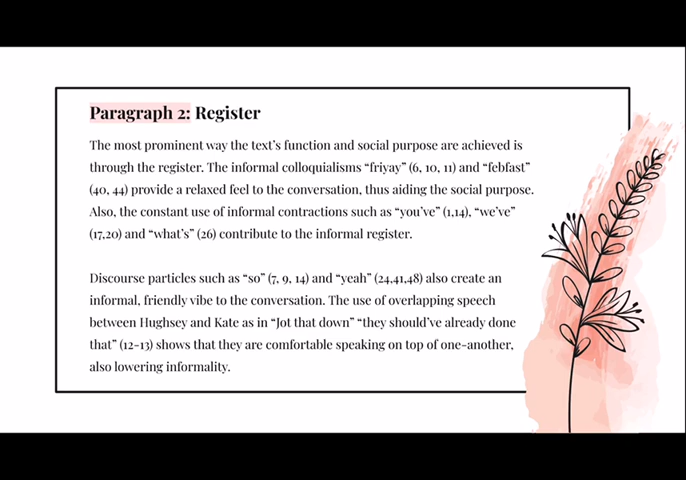 Paragraph 2: Register
The most prominent way the text's function and social purpose are achieved is
through the register. The informal colloquialisms “friyay” (6, 10, 11) and “febfast”
(40, 44) provide a relaxed feel to the conversation, thus aiding the social purpose.
Also, the constant use of informal contractions such as “you've” (1,14), “we've”
(17,20) and “what's” (26) contribute to the informal register.
Discourse particles such as “so” (7, 9, 14) and “yeah” (24,41,48) also create an
informal, friendly vibe to the conversation. The use of overlapping speech
between Hughsey and Kate as in “Jot that down” “they should've already done
that” (12-13) shows that they are comfortable speaking on top of one-another,
also lowering informality.